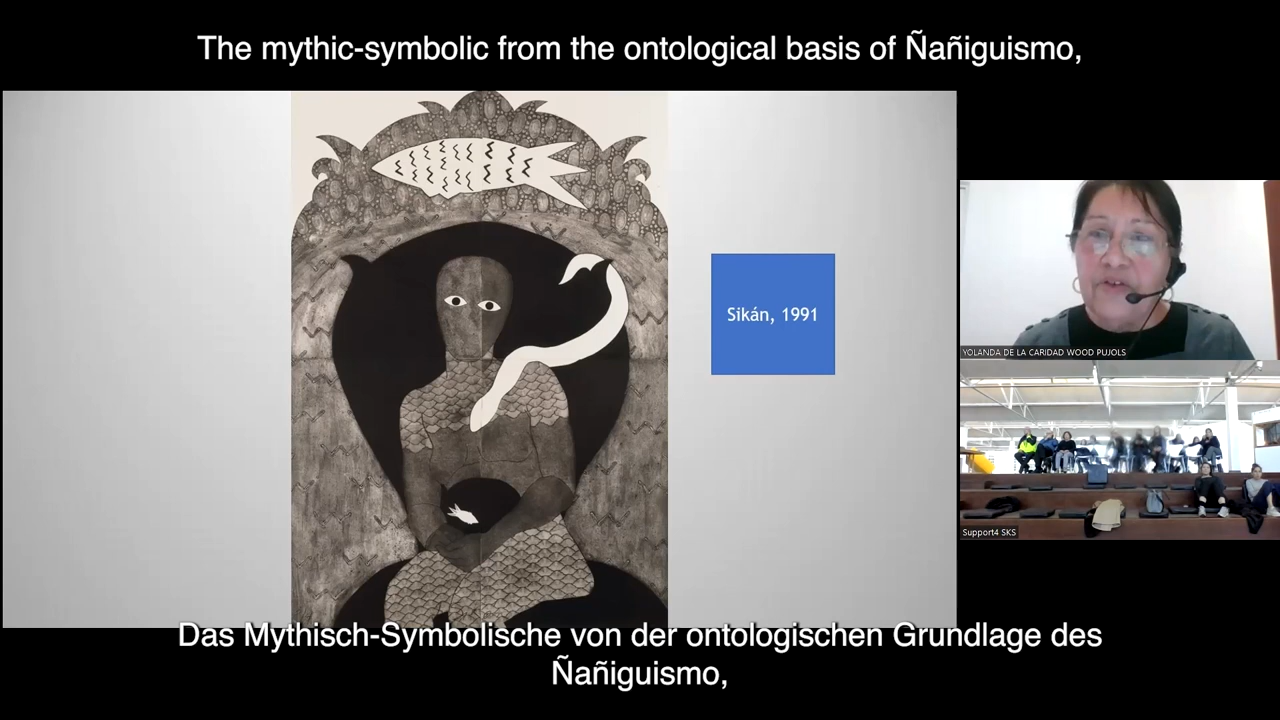 The mythic-symbolic from the ontological basis of Ñañiguismo,
Sikán, 1991
YOLANDA DE LA CARIDAD WOOD PUJOLS
Support4 SKS
Das Mythisch-Symbolische von der ontologischen Grundlage des
Ñañiguismo,